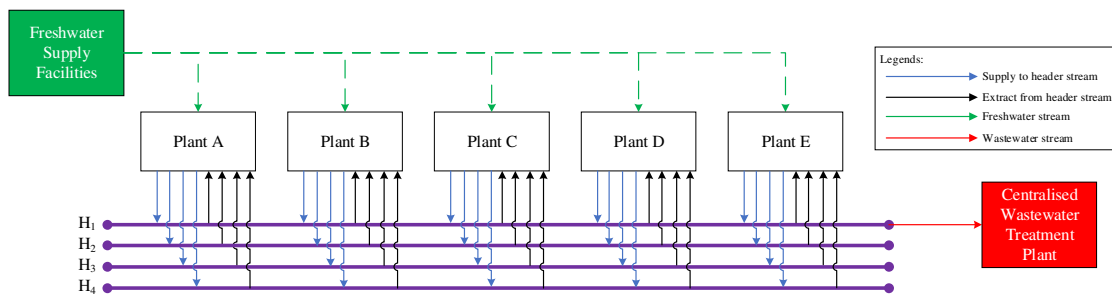 Freshwater
Supply
Facilities
Legends:
Supply to header stream
Extract from header stream
Freshwater stream
Wastewater stream
Plant A
Plant B
Plant C
Plant D
Plant E
H1
H2
H3
H4
Centralised
Wastewater
Treatment
Plant